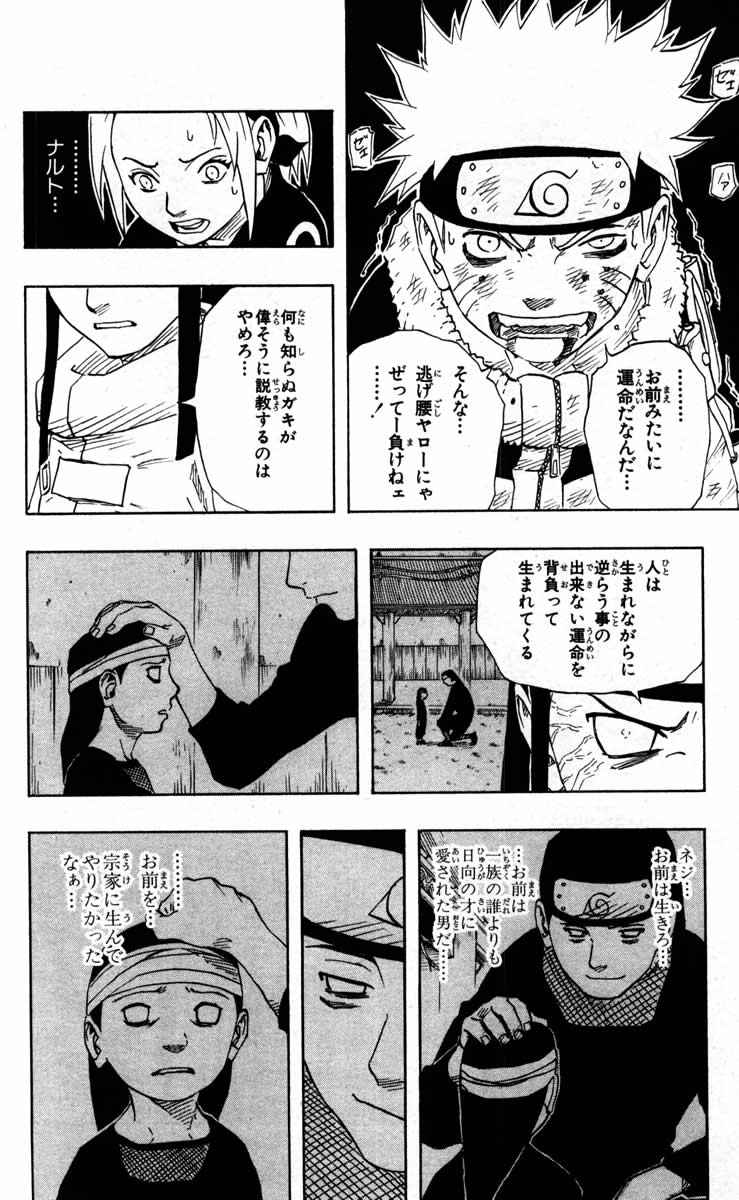 ゼエ
ゼエ
ハァ
………
お前みたいに
運命だなんだ…
そんな…
逃げ腰ヤローにゃ
ぜってー負けねェ
……！
………
ナルト…
何も知らぬガキが
偉そうに説教するのは
やめろ…
人は
生まれながらに
逆らう事の
出来ない運命を
背負って
生まれてくる
ネジ…
お前は生きろ…
…お前は
一族の誰よりも
日向の才に
愛された男だ……
………
お前を…
宗家に生んで
やりたかった
なぁ…